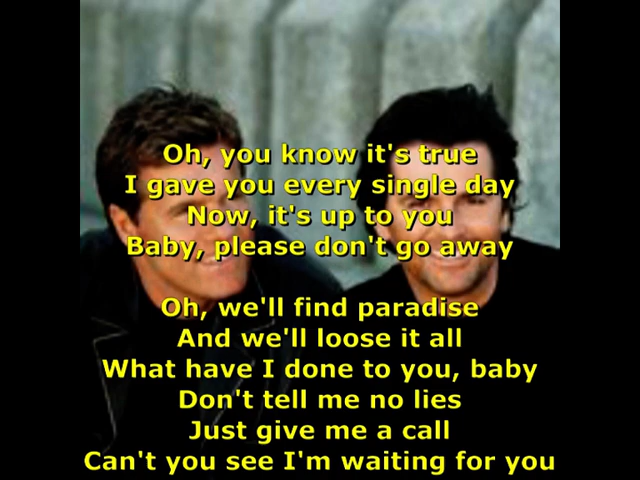 Oh, you know it's true
I gave you every single day
Now, it's up to you
Baby, please don't go away
Oh, we'll find paradise
And we'll loose it all
What have I done to you, baby
Don't tell me no lies
Just give me a call
Can't you see I'm waiting for you